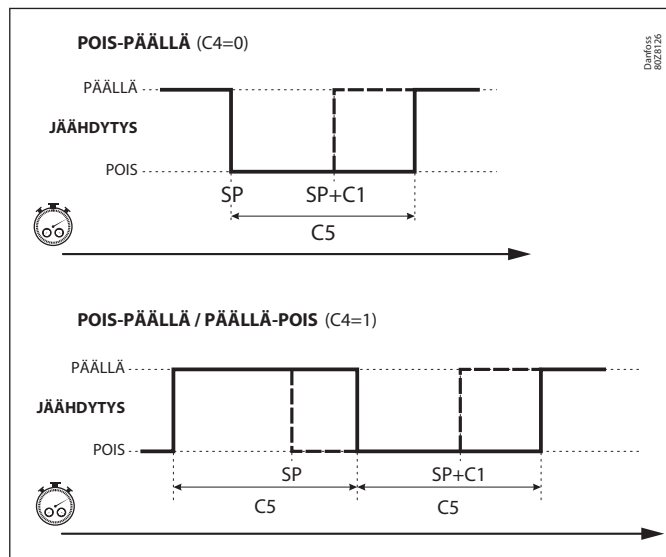 POIS-PÄÄLLÄ (C4=0)
Danfoss
80Z8126
PÄÄLLÄ
JÄÄHDYTYS
POIS
SP SP+C1
C5
POIS-PÄÄLLÄ / PÄÄLLÄ-POIS (C4=1)
PÄÄLLÄ
JÄÄHDYTYS
POIS
SP SP+C1
C5 C5